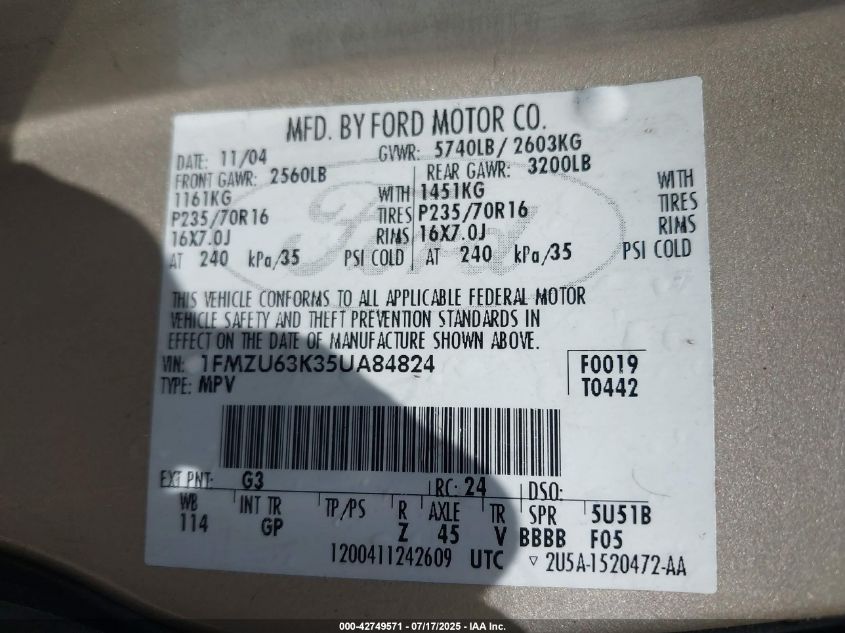 MFD. BY FORD MOTOR CO.
DATE: 11/04 GVWR: 5740LB/ 2603KG
FRONT GAWR: 2560LB REAR GAWR: 3200LB
1161KG WITH 1451KG WITH
P235/70R16 TIRES P235/70R16 TIRES
16X7.0J RIMS 16X7.0J RIMS
AT 240 kPa/35 PSI COLD AT 240 kPa/35 PSI COLD
Ford
THIS VEHICLE CONFORMS TO ALL APPLICABLE FEDERAL MOTOR
VEHICLE SAFETY AND THEFT PREVENTION STANDARDS IN
EFFECT ON THE DATE OF MANUFACTURE SHOWN ABOVE.
VIN: 1FMZU63K35UA84824 F0019
TYPE: MPV T0442
EXT PNT: G3 RC: 24 DSO:
WB INT TR TP/PS R AXLE TR SPR 5U51B
114 GP Z 45 V BBBB F05
1200411242609 UTC ▽ 2U5A-1520472-AA
000-42749571 - 07/17/2025 - IAA Inc.